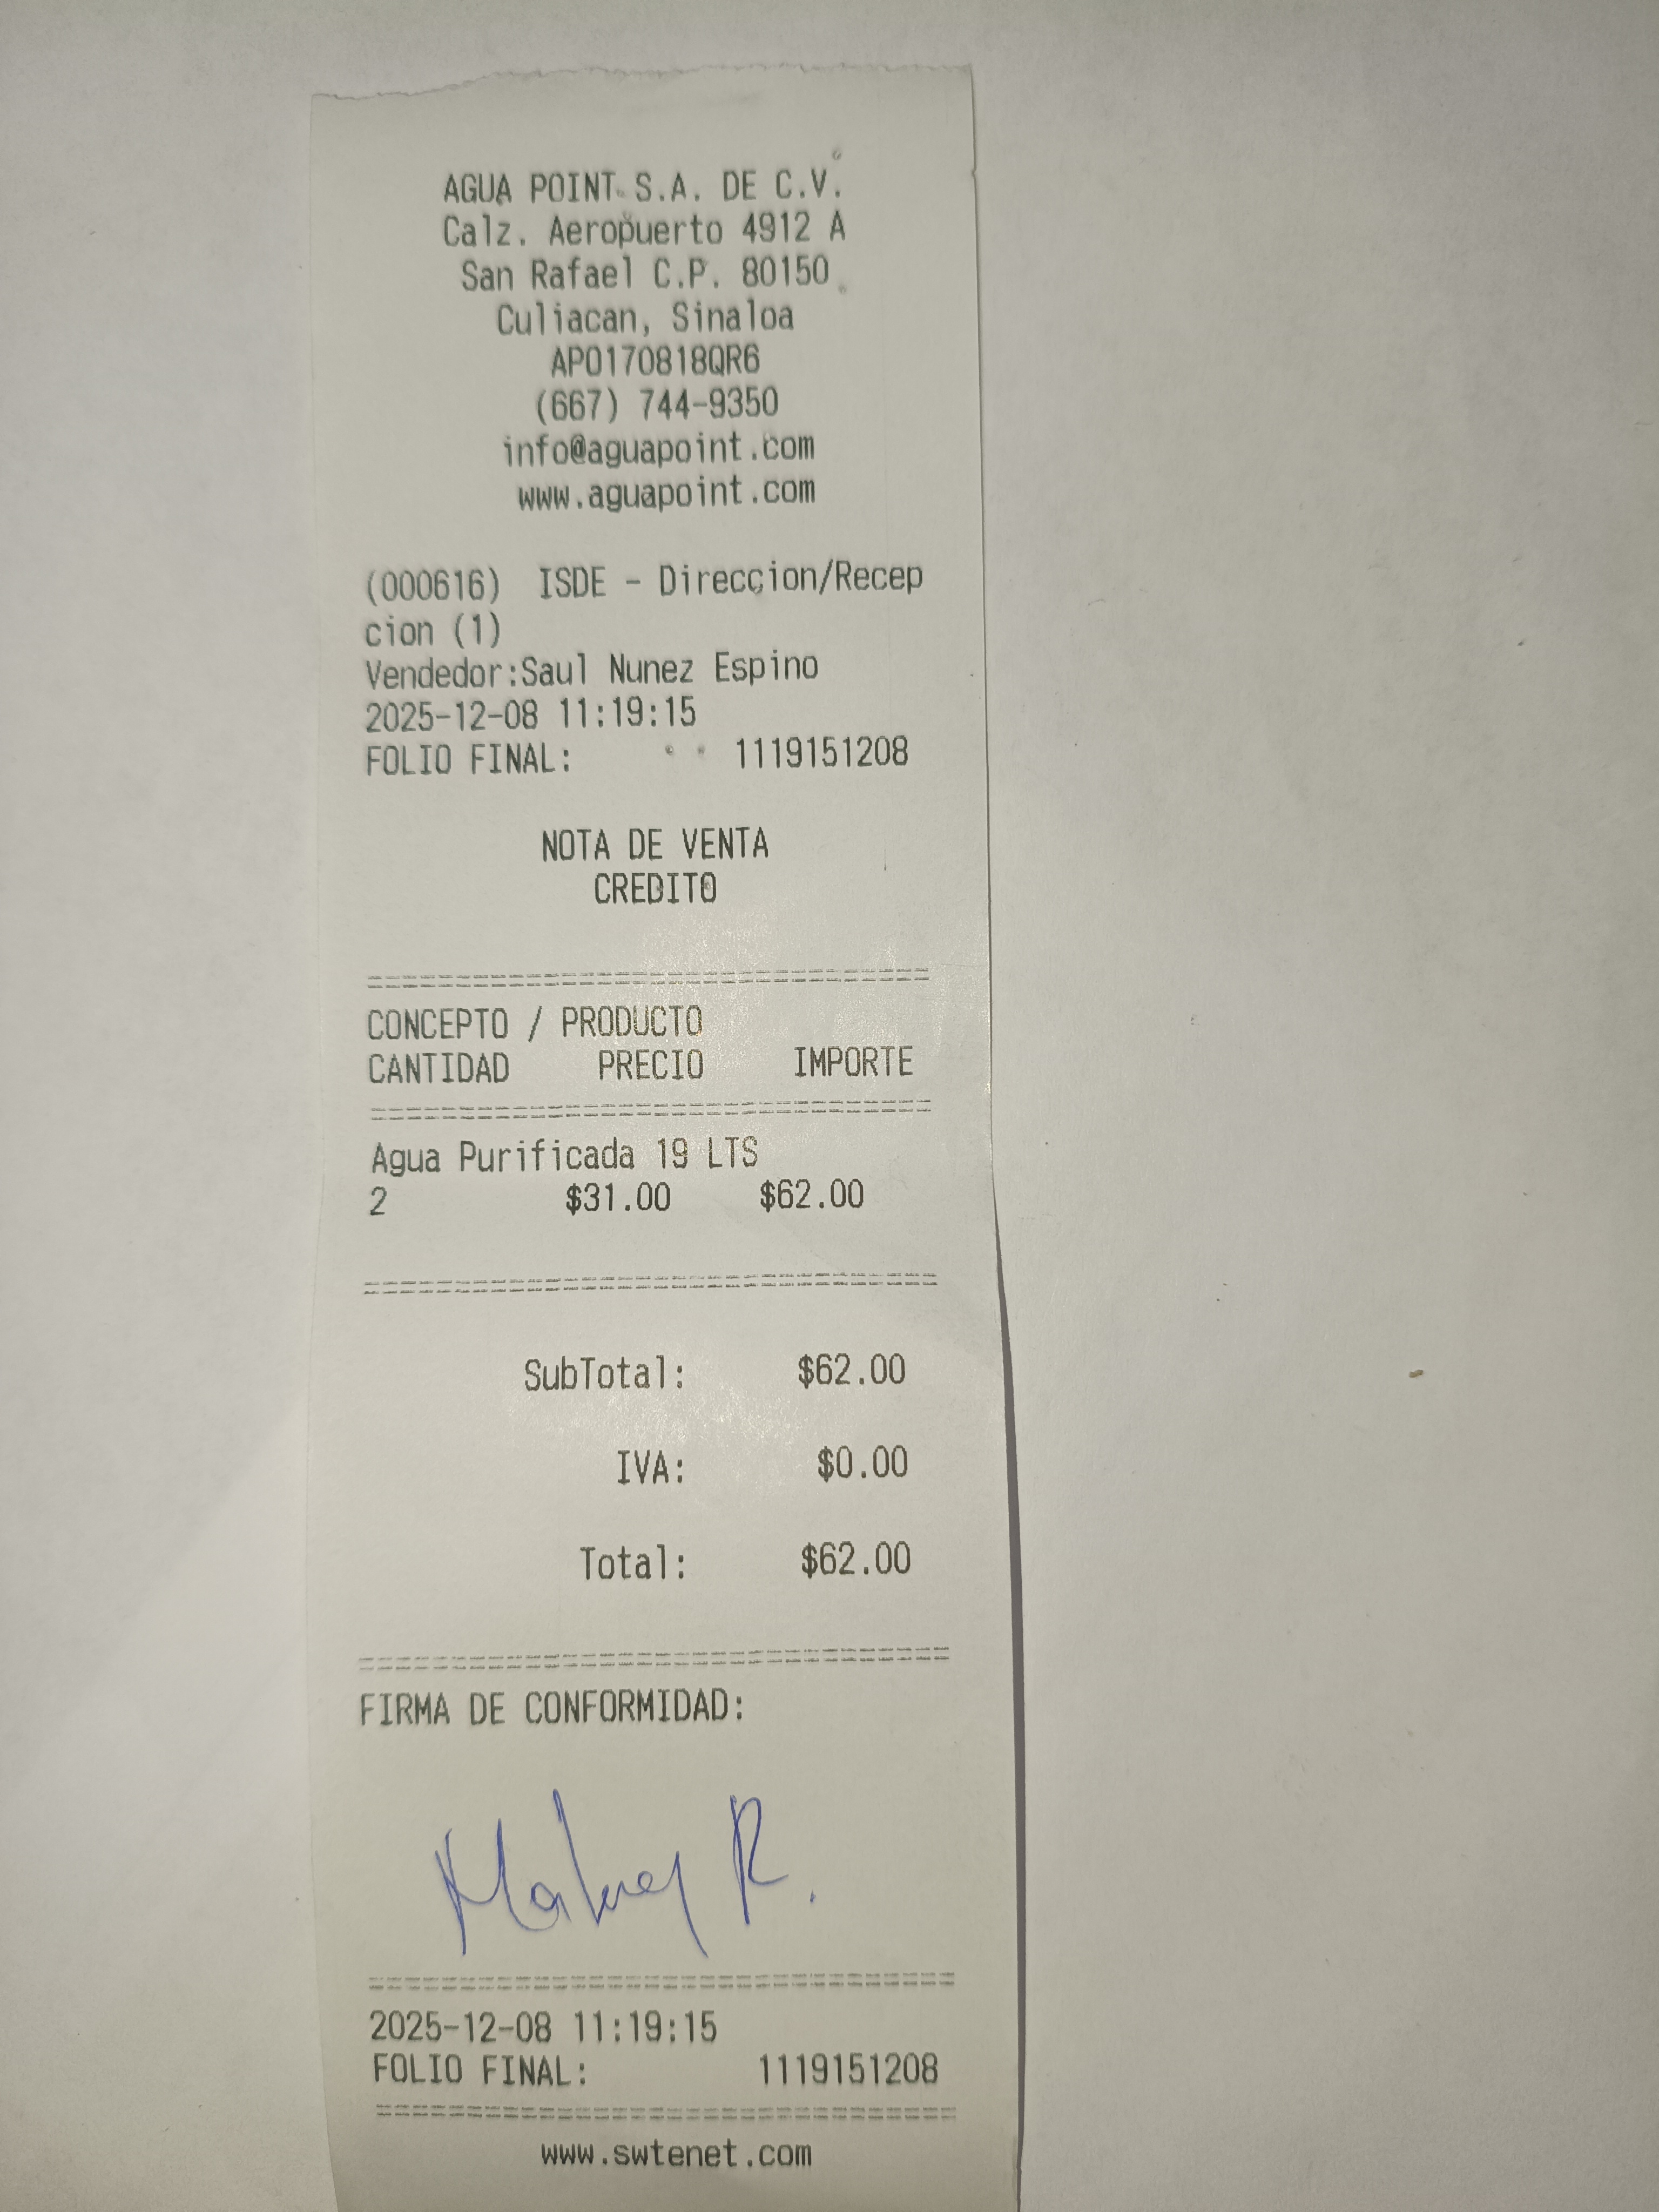 AGUA POINT S.A. DE C.V.
Calz. Aeropuerto 4912 A
San Rafael C.P. 80150
Culiacan, Sinaloa
APO170818QR6
(667) 744-9350
info@aguapoint.com
www.aguapoint.com
(000616) ISDE - Direccion/Recep
cion (1)
Vendedor:Saul Nunez Espino
2025-12-08 11:19:15
FOLIO FINAL: 1119151208
NOTA DE VENTA
CREDITO
CONCEPTO / PRODUCTO
CANTIDAD PRECIO IMPORTE
Agua Purificada 19 LTS
2 $31.00 $62.00
SubTotal: $62.00
IVA: $0.00
Total: $62.00
FIRMA DE CONFORMIDAD:
R.
2025-12-08 11:19:15
FOLIO FINAL: 1119151208
www.swtenet.com